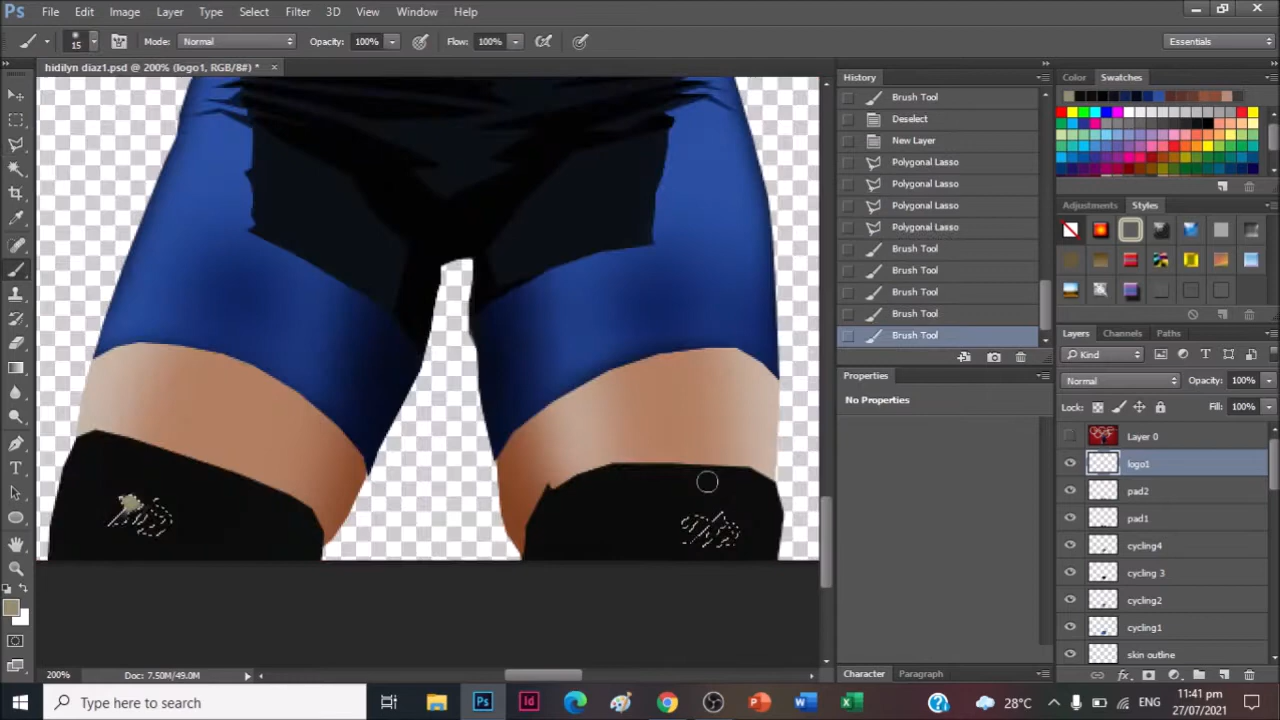 Ps File Edit Image Layer Type Select Filter 3D View Window Help
15 Mode: Normal Opacity: 100% Flow: 100% Essentials
hidilyn diaz1.psd @ 200% (logo1, RGB/8#) *
History
Brush Tool
Deselect
New Layer
Polygonal Lasso
Polygonal Lasso
Polygonal Lasso
Polygonal Lasso
Brush Tool
Brush Tool
Brush Tool
Brush Tool
Brush Tool
Properties
No Properties
Character Paragraph
Color Swatches
Adjustments Styles
Layers Channels Paths
Kind
Normal Opacity: 100%
Lock: Fill: 100%
Layer 0
logo1
pad2
pad1
cycling4
cycling 3
cycling2
cycling1
skin outline
200% Doc: 7.50M/49.0M
Type here to search
Ps Id
28°C ENG 11:41 pm
27/07/2021